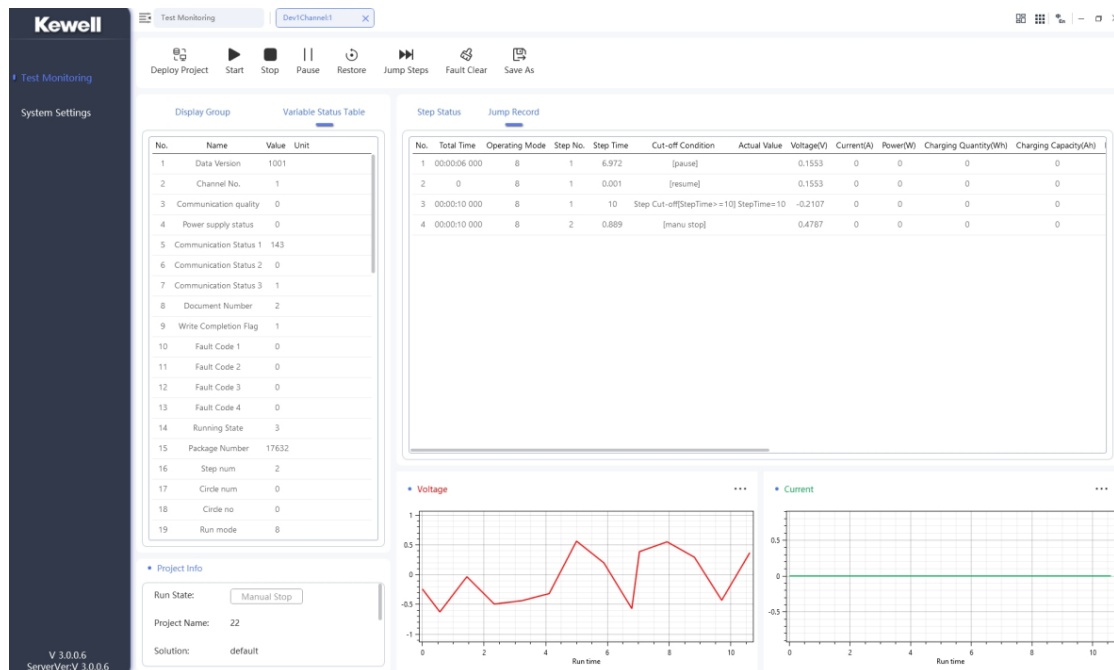 Kewell
Test Monitoring
System Settings
V 3.0.0.6
ServerVer:V 3.0.0.6
Test Monitoring
Dev1Channel:1
Deploy Project Start Stop Pause Restore Jump Steps Fault Clear Save As
Display Group Variable Status Table
No. Name Value Unit
1 Data Version 1001
2 Channel No. 1
3 Communication quality 0
4 Power supply status 0
5 Communication Status 1 143
6 Communication Status 2 0
7 Communication Status 3 1
8 Document Number 2
9 Write Completion Flag 1
10 Fault Code 1 0
11 Fault Code 2 0
12 Fault Code 3 0
13 Fault Code 4 0
14 Running State 3
15 Package Number 17632
16 Step num 2
17 Circle num 0
18 Circle no 0
19 Run mode 8
Project Info
Run State: Manual Stop
Project Name: 22
Solution: default
Step Status Jump Record
No. Total Time Operating Mode Step No. Step Time Cut-off Condition Actual Value Voltage(V) Current(A) Power(W) Charging Quantity(Wh) Charging Capacity(Ah)
1 00:00:06 000 8 1 6.972 [pause] 0.1553 0 0 0 0
2 0 8 1 0.001 [resume] 0.1553 0 0 0 0
3 00:00:10 000 8 1 10 Step Cut-off[StepTime>=10] StepTime=10 -0.2107 0 0 0 0
4 00:00:10 000 8 2 0.889 [manu stop] 0.4787 0 0 0 0
Voltage
1
0.5
0
-0.5
-1
0 2 4 6 8 10
Run time
Current
0.5
0
-0.5
0 2 4 6 8 10
Run time